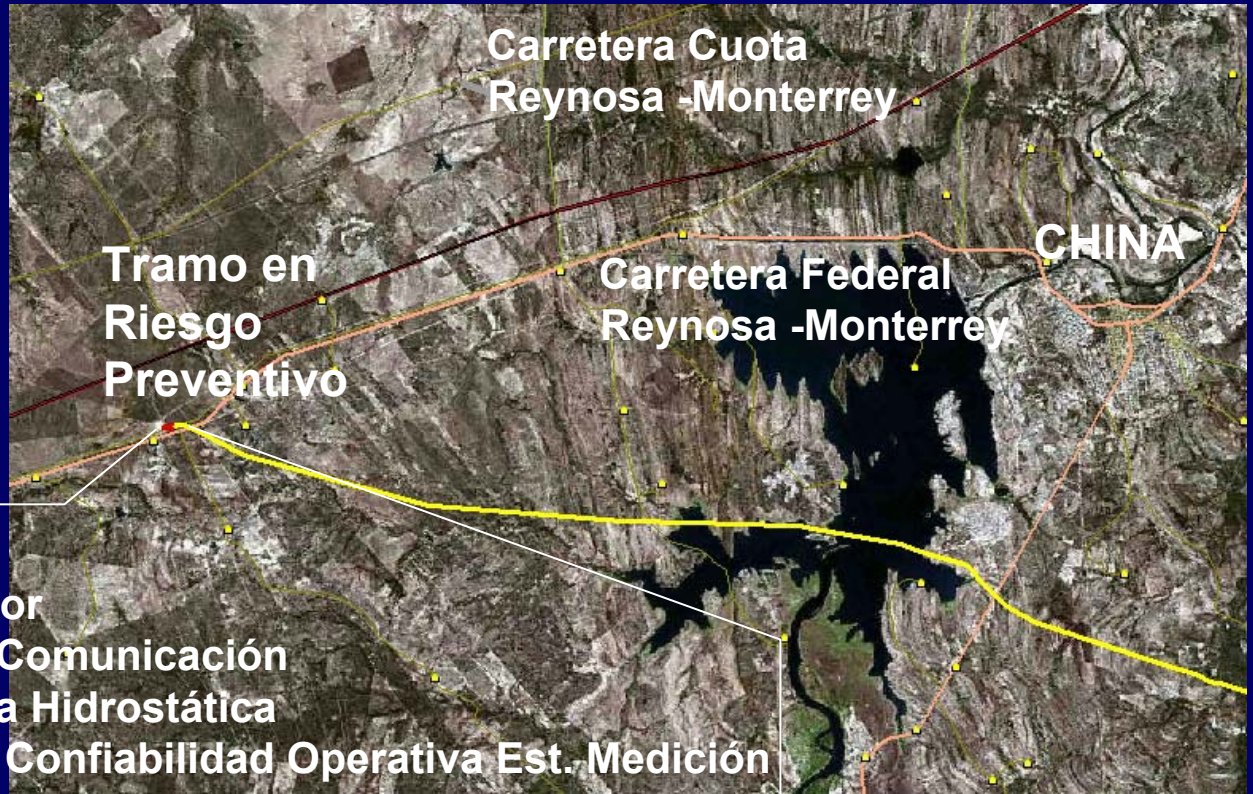 Carretera Cuota
Reynosa -Monterrey
Tramo en
Riesgo
Preventivo
CHINA
Carretera Federal
Reynosa -Monterrey
or
Comunicación
a Hidrostática
Confiabilidad Operativa Est. Medición